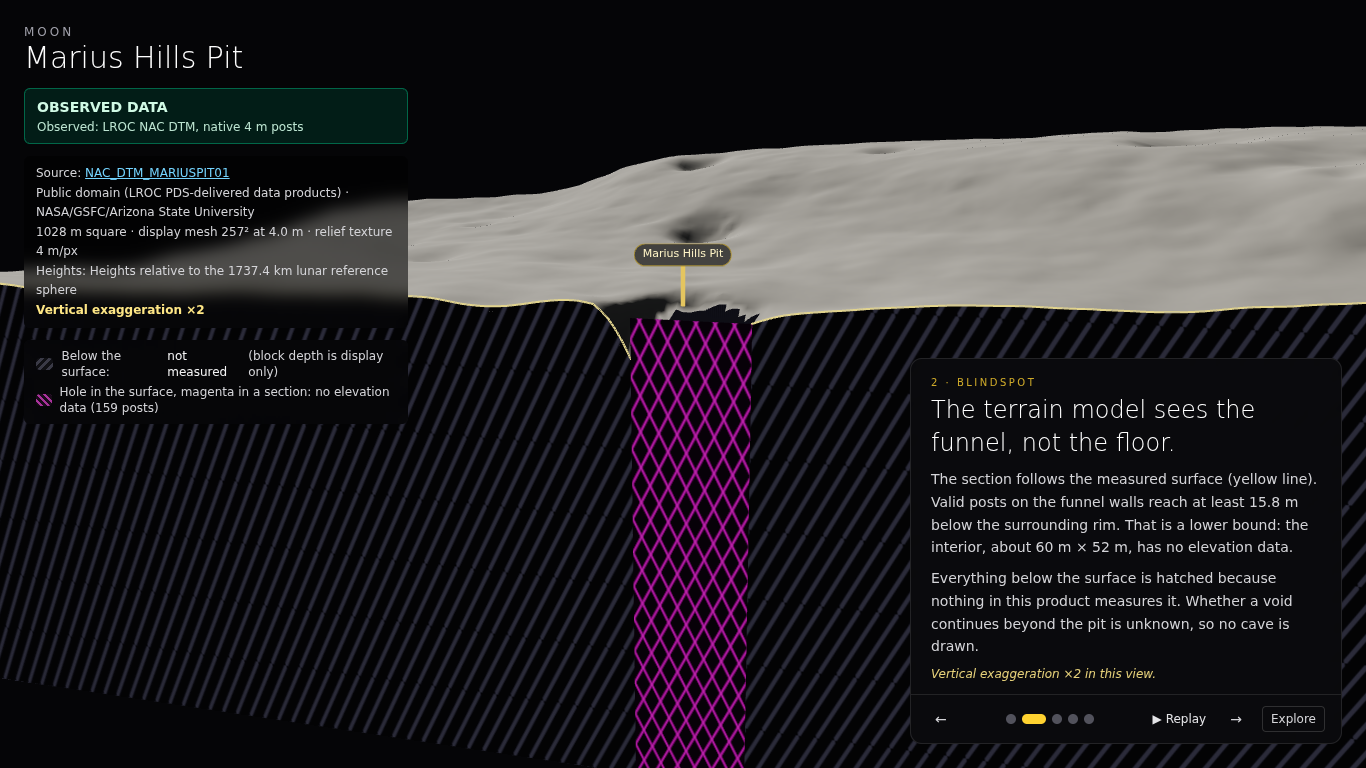 MOON
Marius Hills Pit
OBSERVED DATA
Observed: LROC NAC DTM, native 4 m posts
Source: NAC_DTM_MARIUSPIT01
Public domain (LROC PDS-delivered data products) ·
NASA/GSFC/Arizona State University
1028 m square · display mesh 257² at 4.0 m · relief texture
4 m/px
Heights: Heights relative to the 1737.4 km lunar reference
sphere
Vertical exaggeration ×2
Below the surface: not measured (block depth is display only)
Hole in the surface, magenta in a section: no elevation
data (159 posts)
Marius Hills Pit
2 · BLINDSPOT
The terrain model sees the
funnel, not the floor.
The section follows the measured surface (yellow line).
Valid posts on the funnel walls reach at least 15.8 m
below the surrounding rim. That is a lower bound: the
interior, about 60 m × 52 m, has no elevation data.
Everything below the surface is hatched because
nothing in this product measures it. Whether a void
continues beyond the pit is unknown, so no cave is
drawn.
Vertical exaggeration ×2 in this view.
← ▶ Replay → Explore